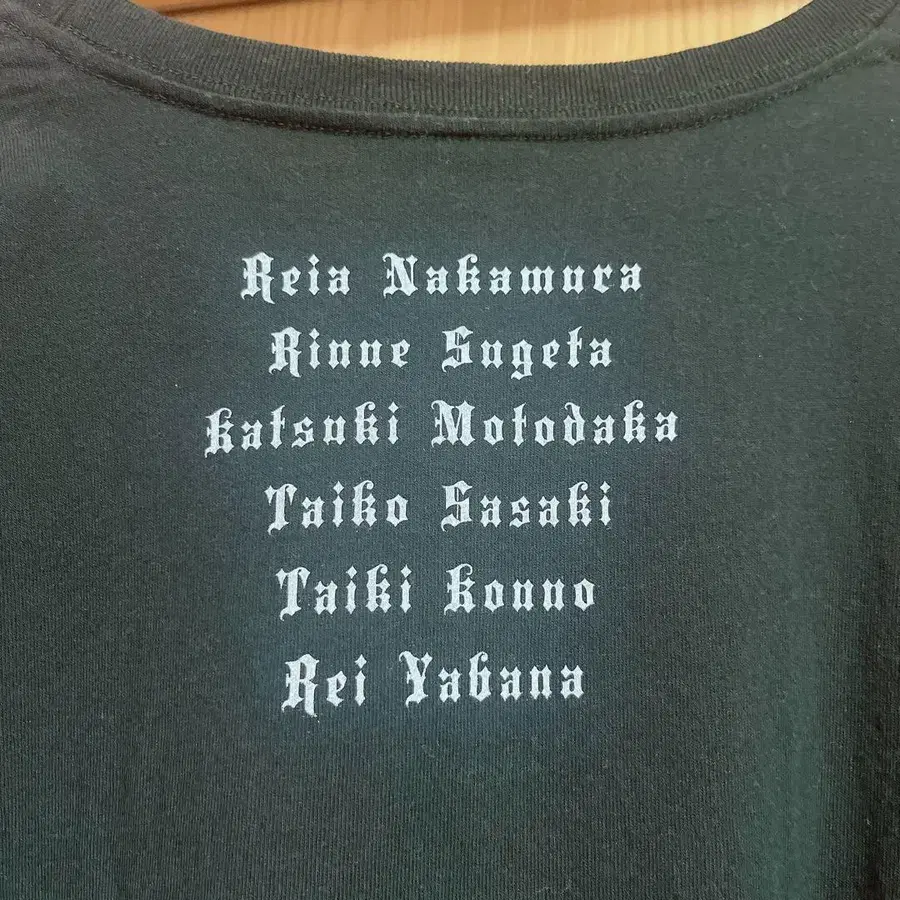 Reia Nakamura
Rinne Sugeta
Katsuki Motodaka
Taiko Sasaki
Taiki Konno
Rei Yabana